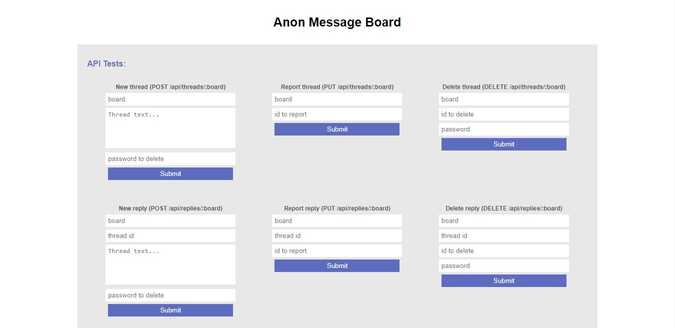 Anon Message Board
API Tests:
New thread (POST /api/threads/:board)
board
Thread text...
password to delete
Submit
Report thread (PUT /api/threads/:board)
board
id to report
Submit
Delete thread (DELETE /api/threads/:board)
board
id to delete
password
Submit
New reply (POST /api/replies/:board)
board
thread id
Thread text...
password to delete
Submit
Report reply (PUT /api/replies/:board)
board
thread id
id to report
Submit
Delete reply (DELETE /api/replies/:board)
board
thread id
id to delete
password
Submit